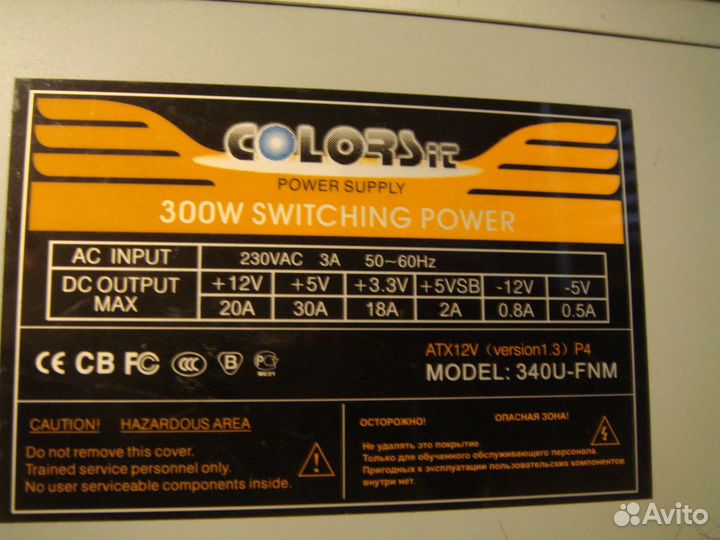 COLORSiT
POWER SUPPLY
300W SWITCHING POWER
AC INPUT 230VAC 3A 50~60Hz
DC OUTPUT MAX +12V +5V +3.3V +5VSB -12V -5V
20A 30A 18A 2A 0.8A 0.5A
CE CB FC CCC B PC ME01
ATX12V (version1.3) P4
MODEL: 340U-FNM
CAUTION! HAZARDOUS AREA
Do not remove this cover.
Trained service personnel only.
No user serviceable components inside.
ОСТОРОЖНО! ОПАСНАЯ ЗОНА!
Не удалять это покрытие.
Только для обученного обслуживающего персонала.
Пригодных к эксплуатации пользовательских компонентов
внутри нет.
Avito